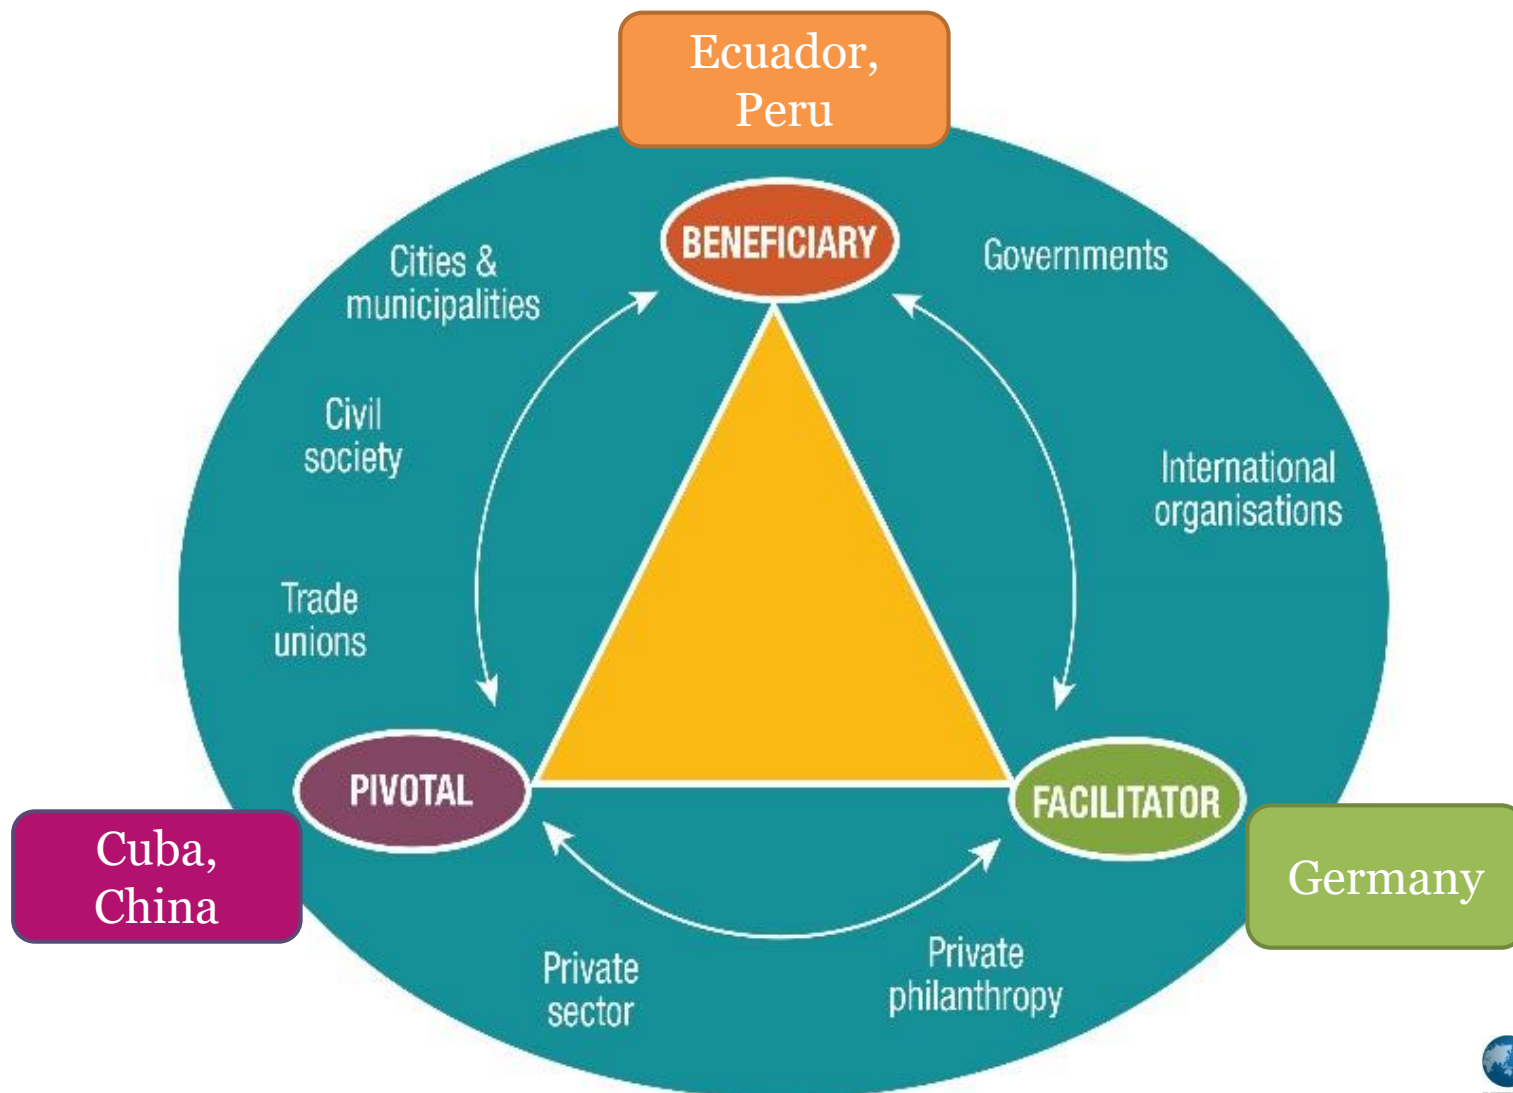 Ecuador,
Peru
BENEFICIARY
Cities &
municipalities
Governments
Civil
society
International
organisations
Trade
unions
PIVOTAL
FACILITATOR
Cuba,
China
Germany
Private
sector
Private
philanthropy